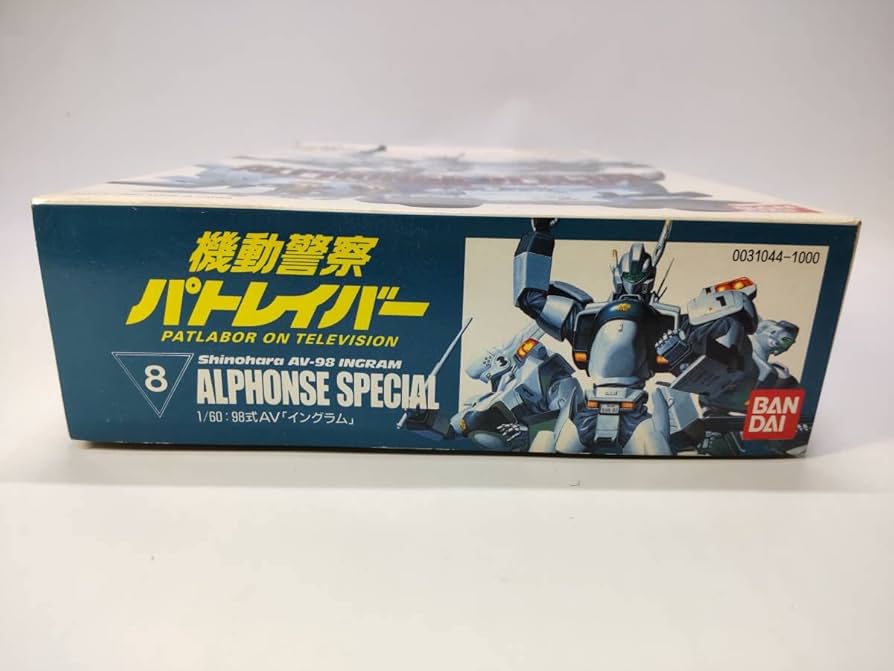 機動警察
パトレイバー
PATLABOR ON TELEVISION
8
Shinohara AV-98 INGRAM
ALPHONSE SPECIAL
1/60:98式AV「イングラム」
0031044-1000
BAN
DAI